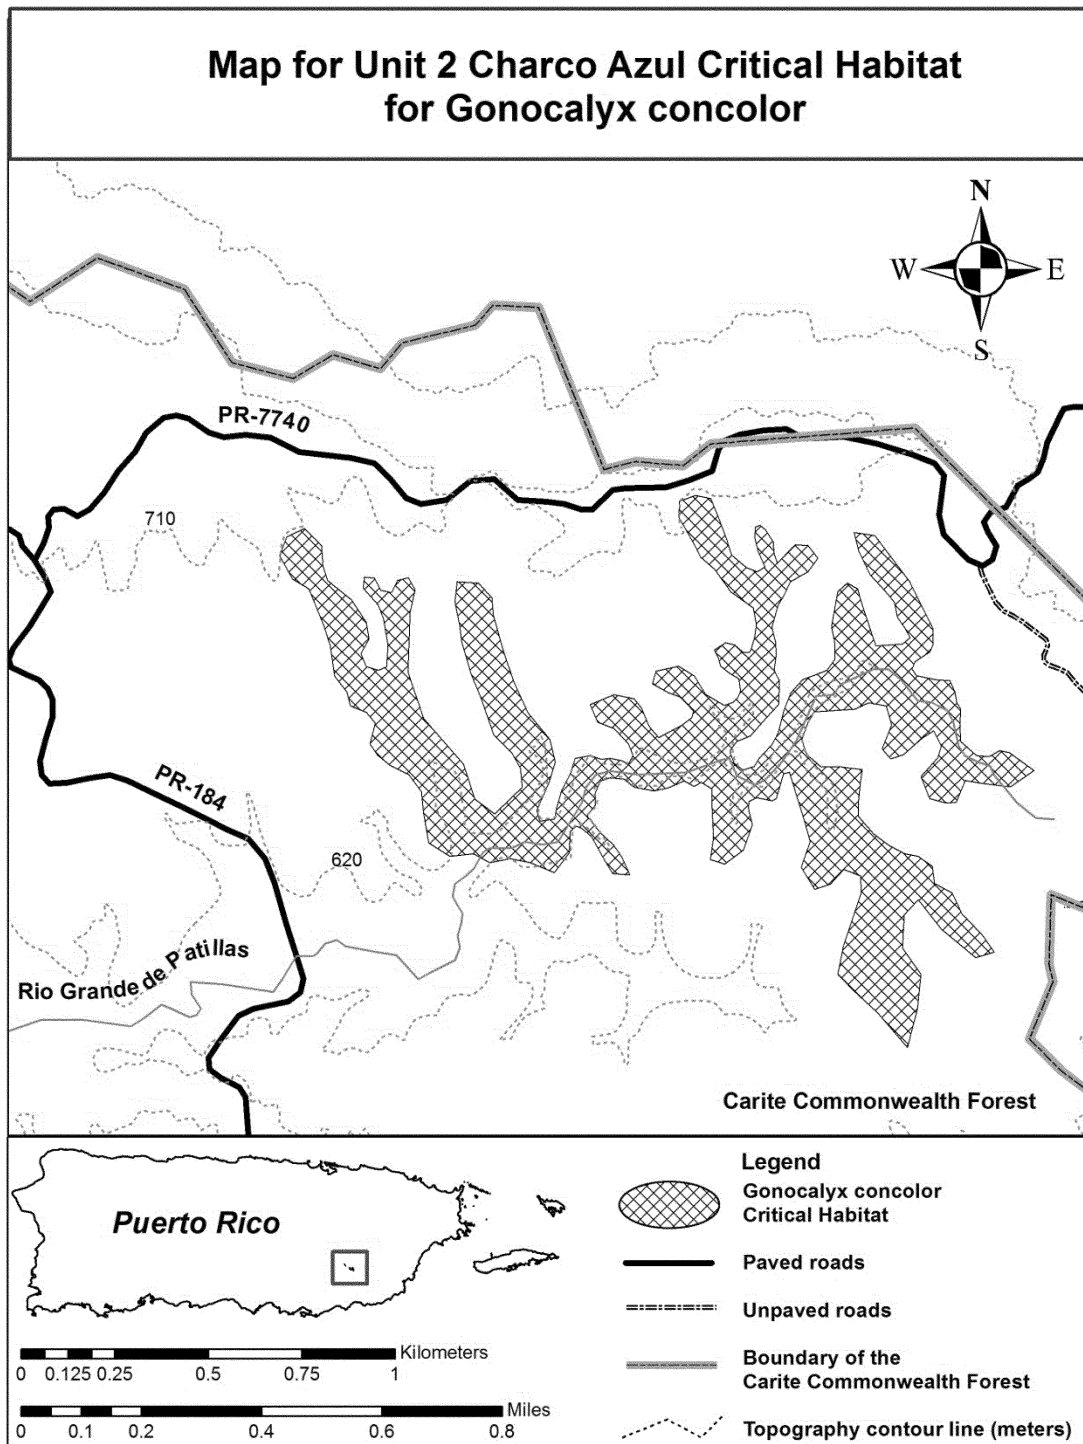 Map for Unit 2 Charco Azul Critical Habitat
for Gonocalyx concolor
N
W
E
S
PR-7740
710
PR-184
620
Rio Grande de Patillas
Carite Commonwealth Forest
Puerto Rico
Kilometers
0 0.125 0.25 0.5 0.75 1
Miles
0 0.1 0.2 0.4 0.6 0.8
Legend
Gonocalyx concolor
Critical Habitat
Paved roads
Unpaved roads
Boundary of the
Carite Commonwealth Forest
Topography contour line (meters)